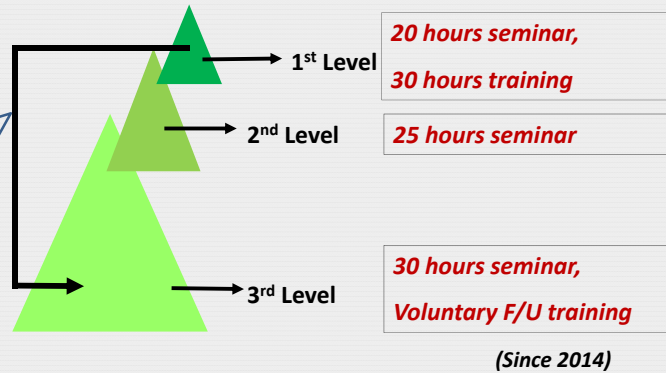 1st Level
20 hours seminar,
30 hours training
2nd Level
25 hours seminar
3rd Level
30 hours seminar,
Voluntary F/U training
(Since 2014)